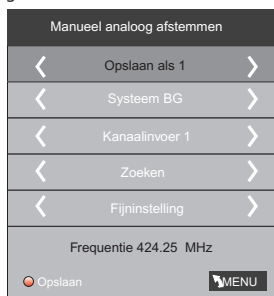 Manueel analoog afstemmen
Opslaan als 1
Systeem BG
Kanaalinvoer 1
Zoeken
Fijninstelling
Frequentie 424.25 MHz
Opslaan MENU